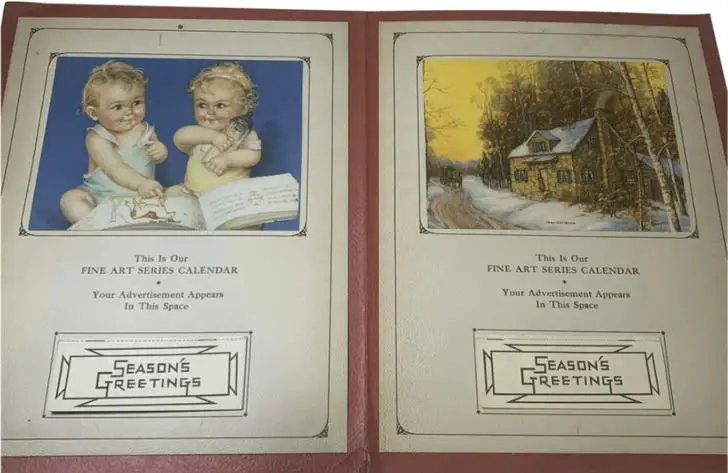 This Is Our
FINE ART SERIES CALENDAR
Your Advertisement Appears
In This Space
SEASON'S
GREETINGS
This Is Our
FINE ART SERIES CALENDAR
Your Advertisement Appears
In This Space
SEASON'S
GREETINGS